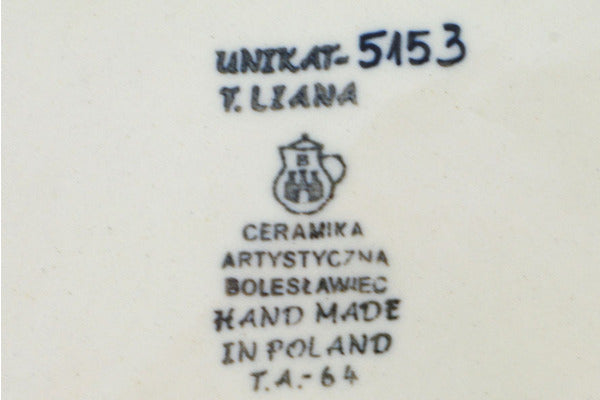 UNIKAT-5153
T. LIANA
B
CERAMIKA
ARTYSTYCZNA
BOLESŁAWIEC
HAND MADE
IN POLAND
T.A.-64